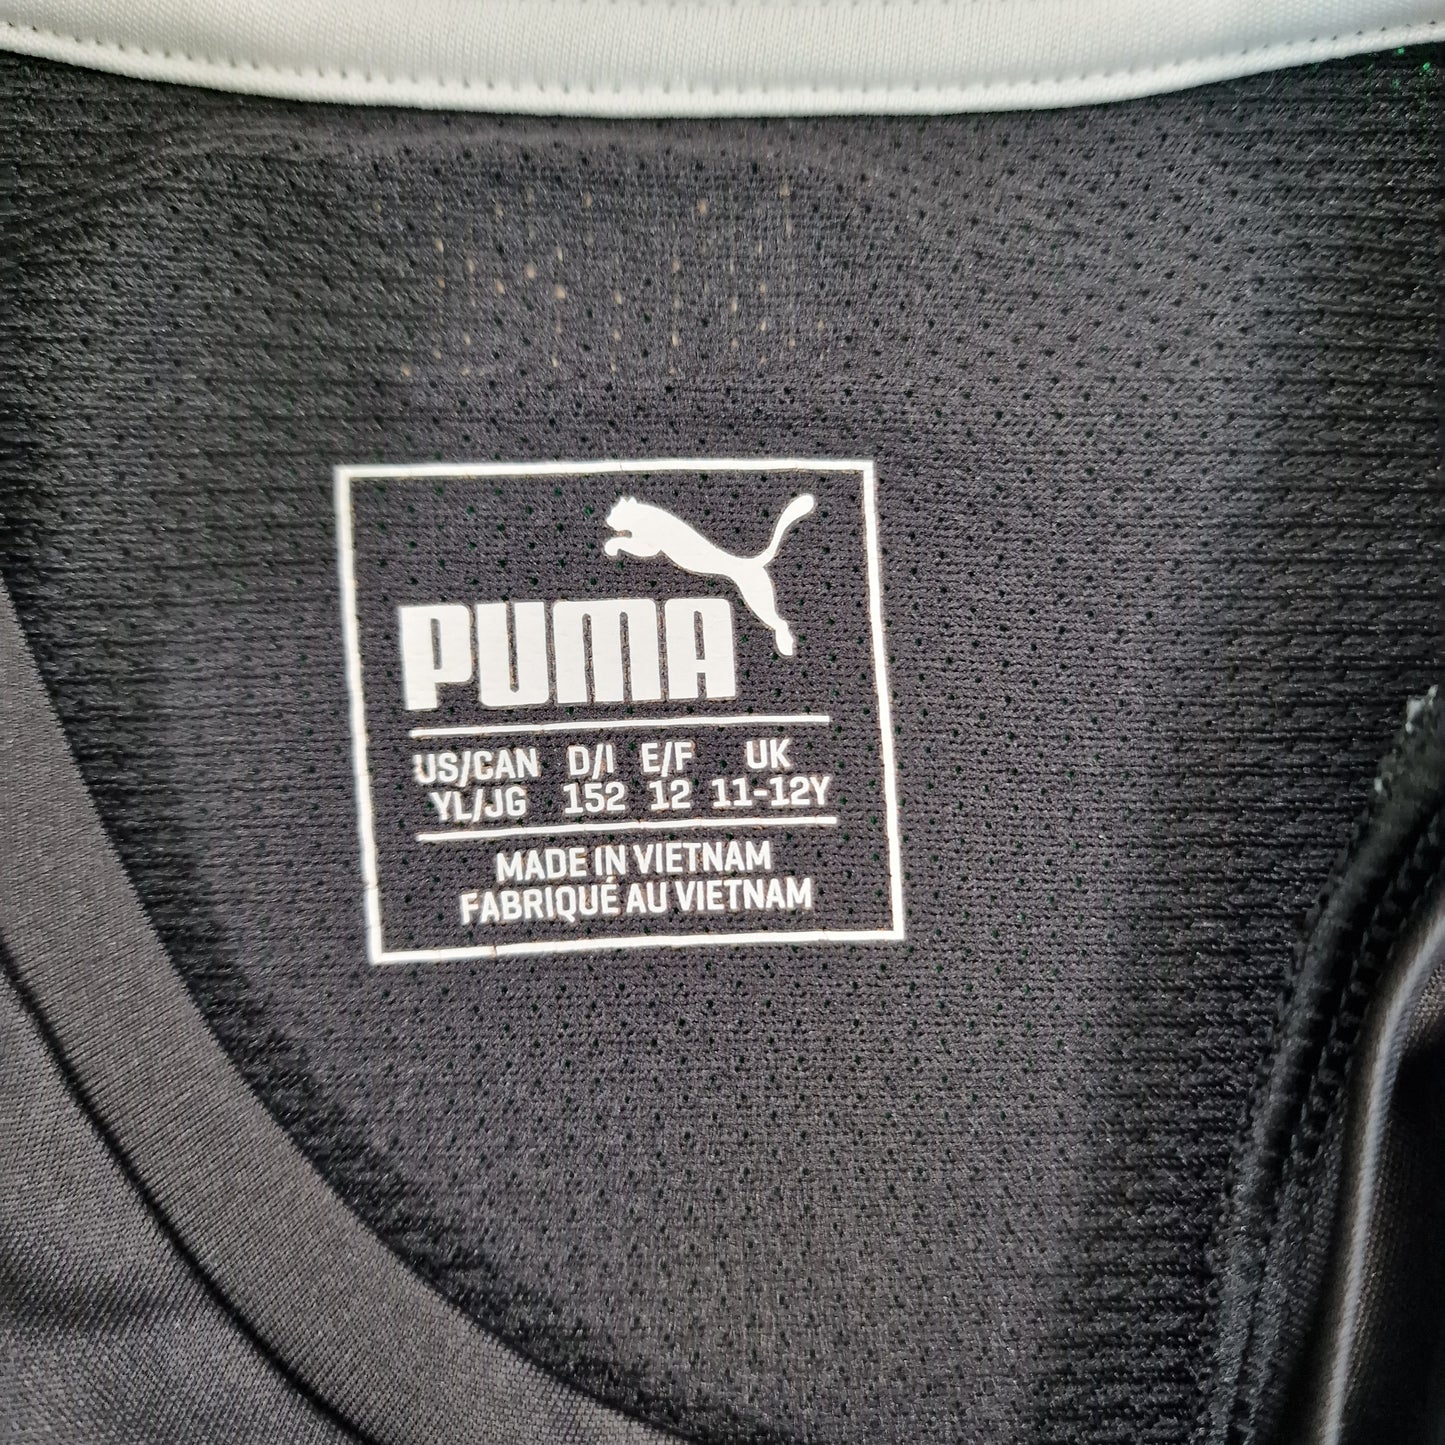 PUMA
US/CAN D/I E/F UK
YL/JG 152 12 11-12Y
MADE IN VIETNAM
FABRIQUÉ AU VIETNAM